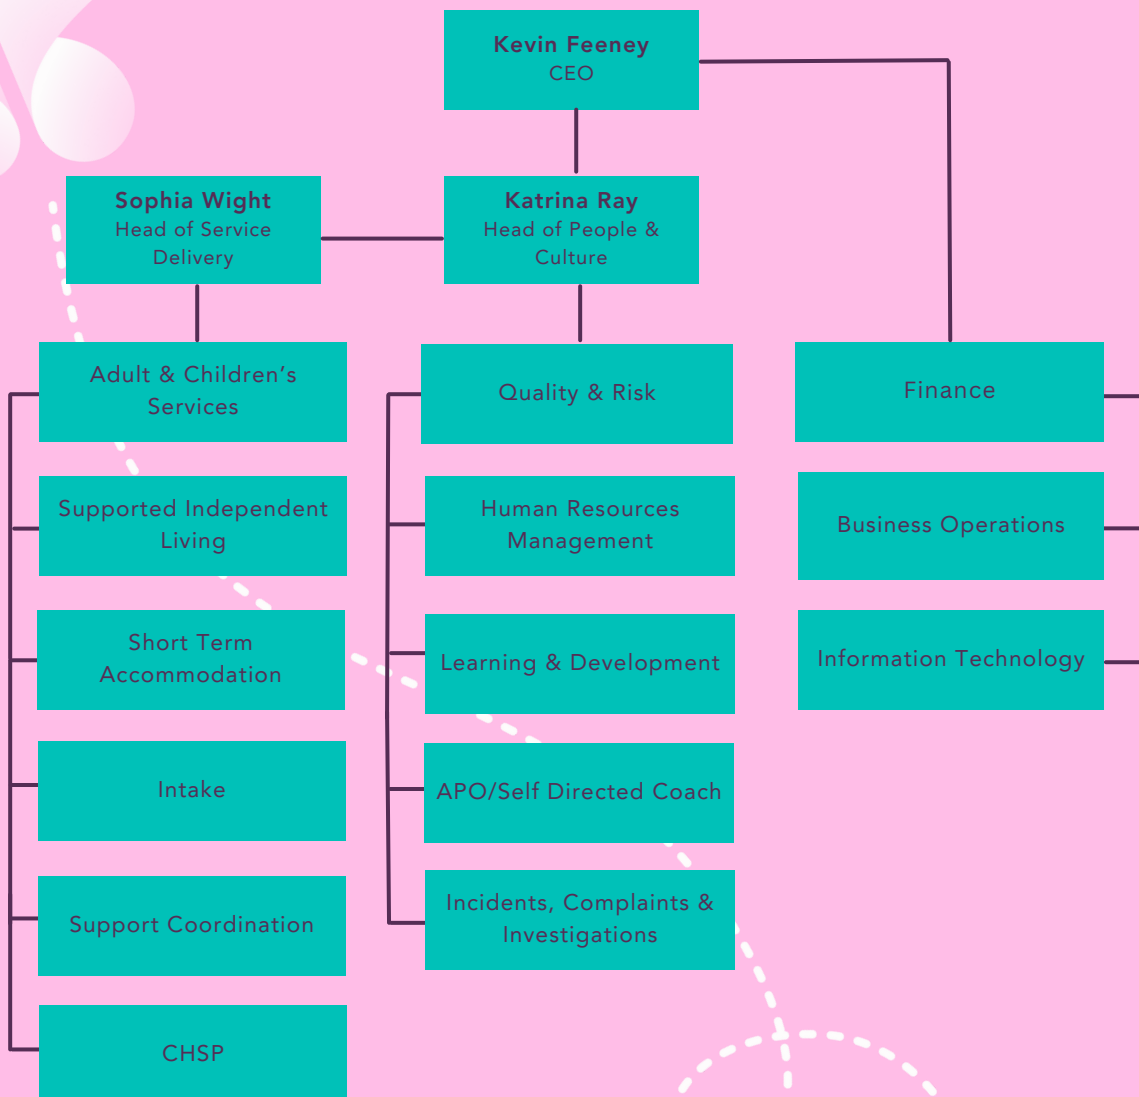 Kevin Feeney
CEO
Sophia Wight
Head of Service
Delivery
Katrina Ray
Head of People &
Culture
Adult & Children's
Services
Supported Independent
Living
Short Term
Accommodation
Intake
Support Coordination
CHSP
Quality & Risk
Human Resources
Management
Learning & Development
APO/Self Directed Coach
Incidents, Complaints &
Investigations
Finance
Business Operations
Information Technology